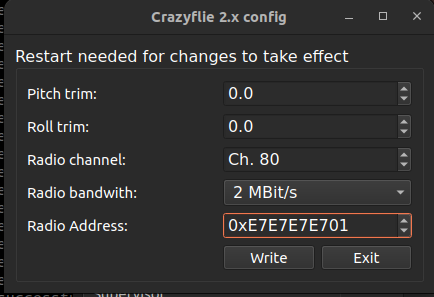 Crazyflie 2.x config
Restart needed for changes to take effect
Pitch trim: 0.0
Roll trim: 0.0
Radio channel: Ch. 80
Radio bandwith: 2 MBit/s
Radio Address: 0xE7E7E7E701
Write Exit